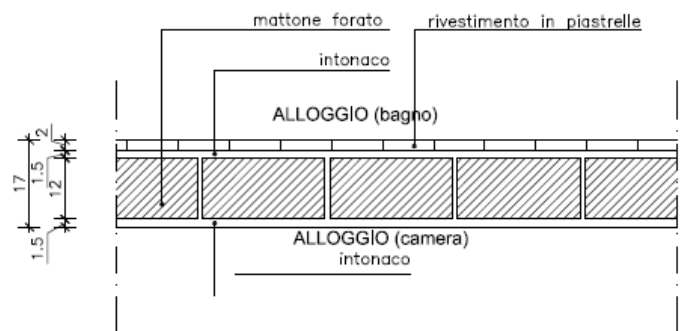 mattone forato
rivestimento in piastrelle
intonaco
ALLOGGIO (bagno)
2
1.5
17
12
1.5
ALLOGGIO (camera)
intonaco